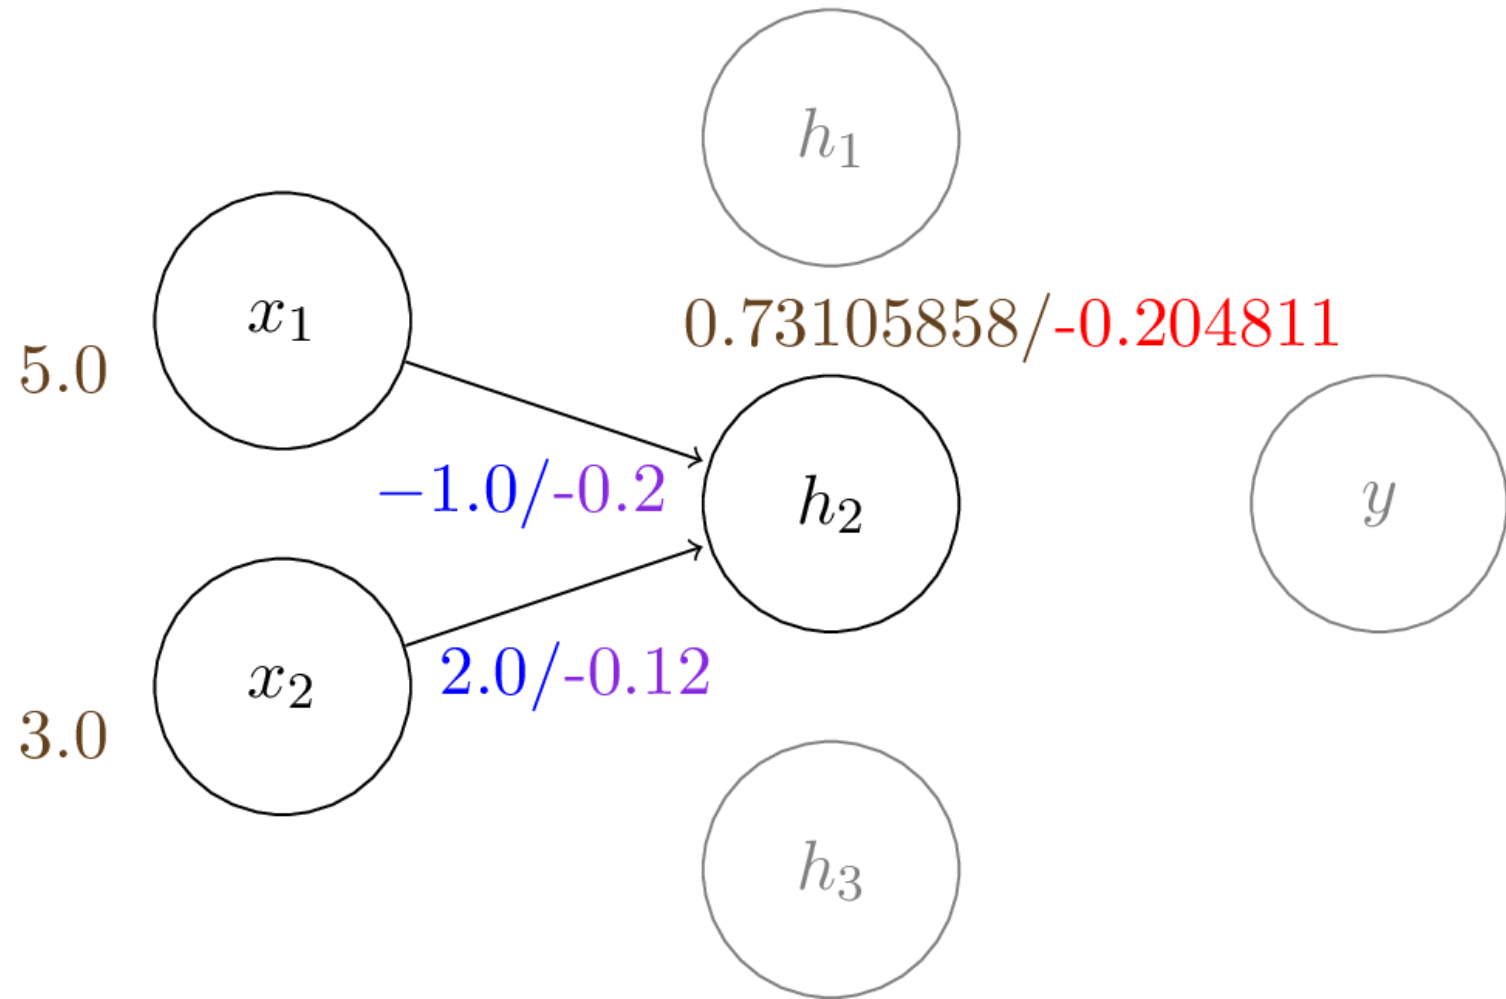 h₁
x₁
0.73105858/-0.204811
5.0
−1.0/-0.2
h₂
y
x₂
2.0/-0.12
3.0
h₃